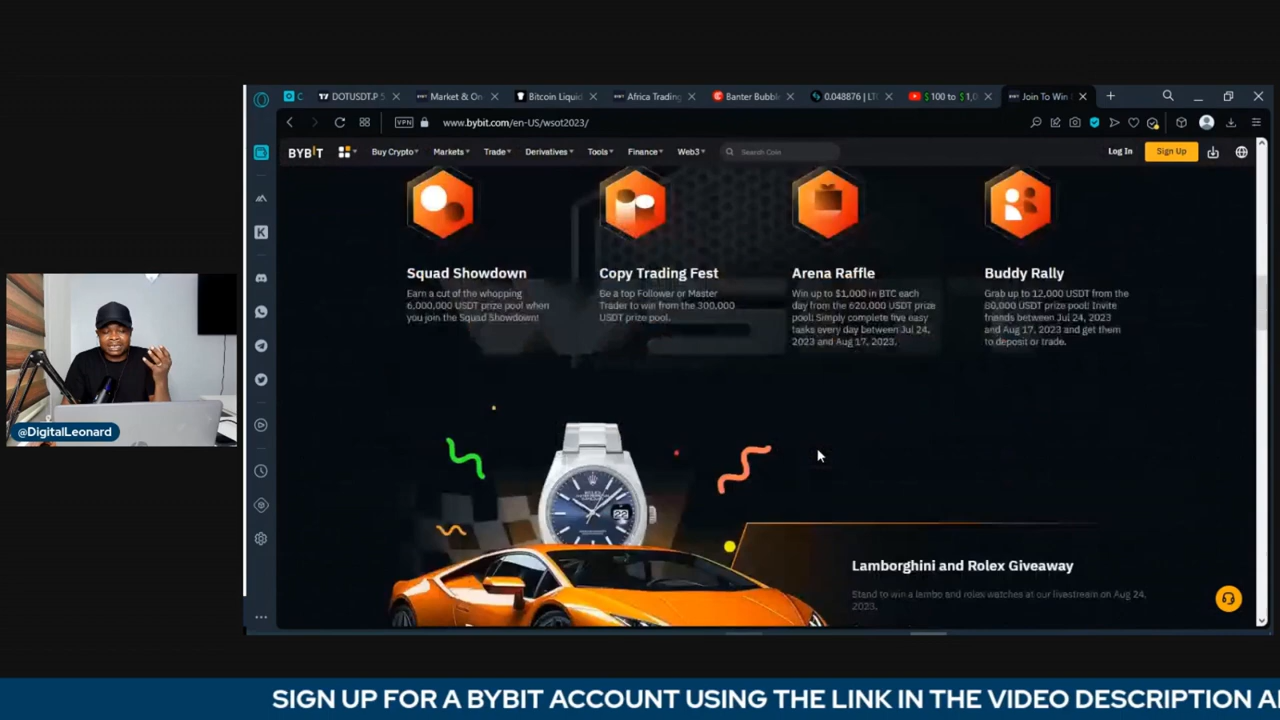 DOTUSDT.P 5
Market & On
Bitcoin Liquid
Africa Trading
Banter Bubbl
0.048876 | LT
$100 to $1,0
Join To Win
VPN
www.bybit.com/en-US/wsot2023/
BYBIT
Buy Crypto
Markets
Trade
Derivatives
Tools
Finance
Web3
Search Coin
Log In
Sign Up
Squad Showdown
Earn a cut of the whopping
6,000,000 USDT prize pool when
you join the Squad Showdown!
Copy Trading Fest
Be a top Follower or Master
Trader to win from the 300,000
USDT prize pool.
Arena Raffle
Win up to $1,000 in BTC each
day from the 620,000 USDT prize
pool! Simply complete five easy
tasks every day between Jul 24,
2023 and Aug 17, 2023.
Buddy Rally
Grab up to 12,000 USDT from the
80,000 USDT prize pool! Invite
friends between Jul 24, 2023
and Aug 17, 2023 and get them
to deposit or trade.
@DigitalLeonard
Lamborghini and Rolex Giveaway
Stand to win a lembo and rolex watches at our livestream on Aug 24,
2023.
SIGN UP FOR A BYBIT ACCOUNT USING THE LINK IN THE VIDEO DESCRIPTION A